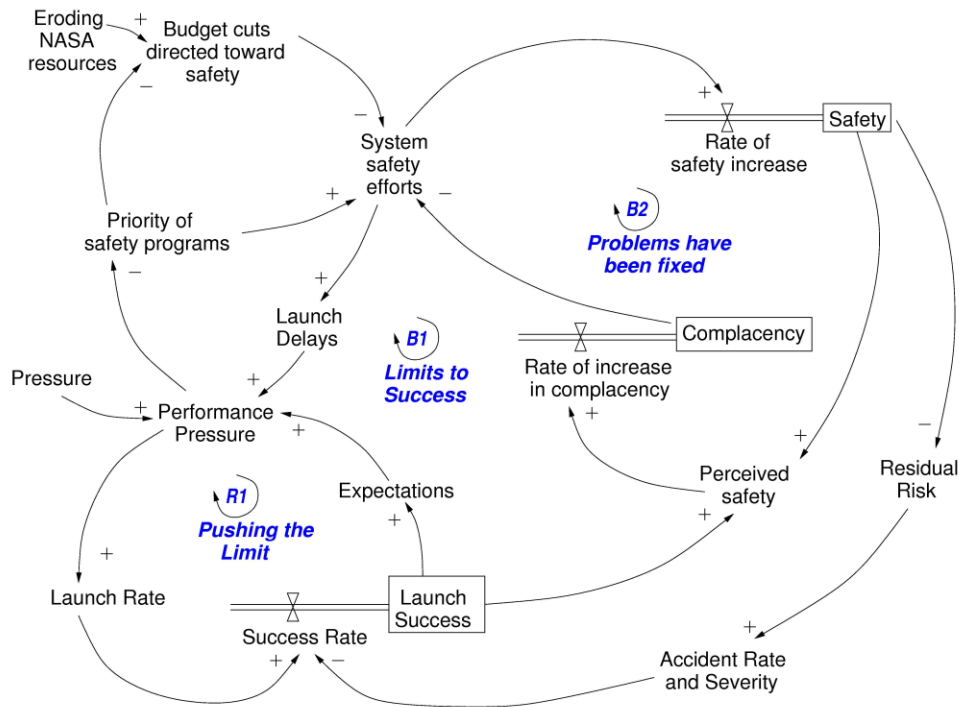 Eroding
NASA
resources
+
Budget cuts
directed toward
safety
−
−
System
safety
efforts
+
Rate of
safety increase
Safety
+
−
B2
Problems have
been fixed
Priority of
safety programs
−
+
Launch
Delays
B1
Limits to
Success
Complacency
Rate of increase
in complacency
Pressure
+
+
Performance
Pressure
+
+
+
−
Perceived
safety
Residual
Risk
R1
Pushing the
Limit
Expectations
+
+
+
Launch Rate
Launch
Success
Success Rate
+
−
+
Accident Rate
and Severity